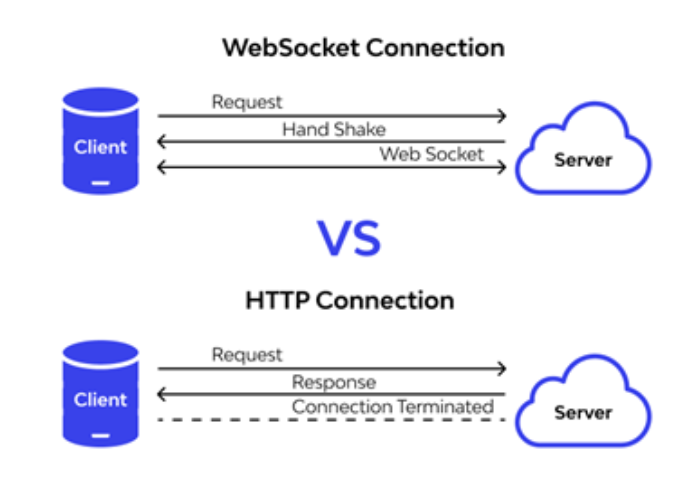 WebSocket Connection
Request
Hand Shake
Client
Web Socket
Server
VS
HTTP Connection
Request
Response
Client
Connection Terminated
Server